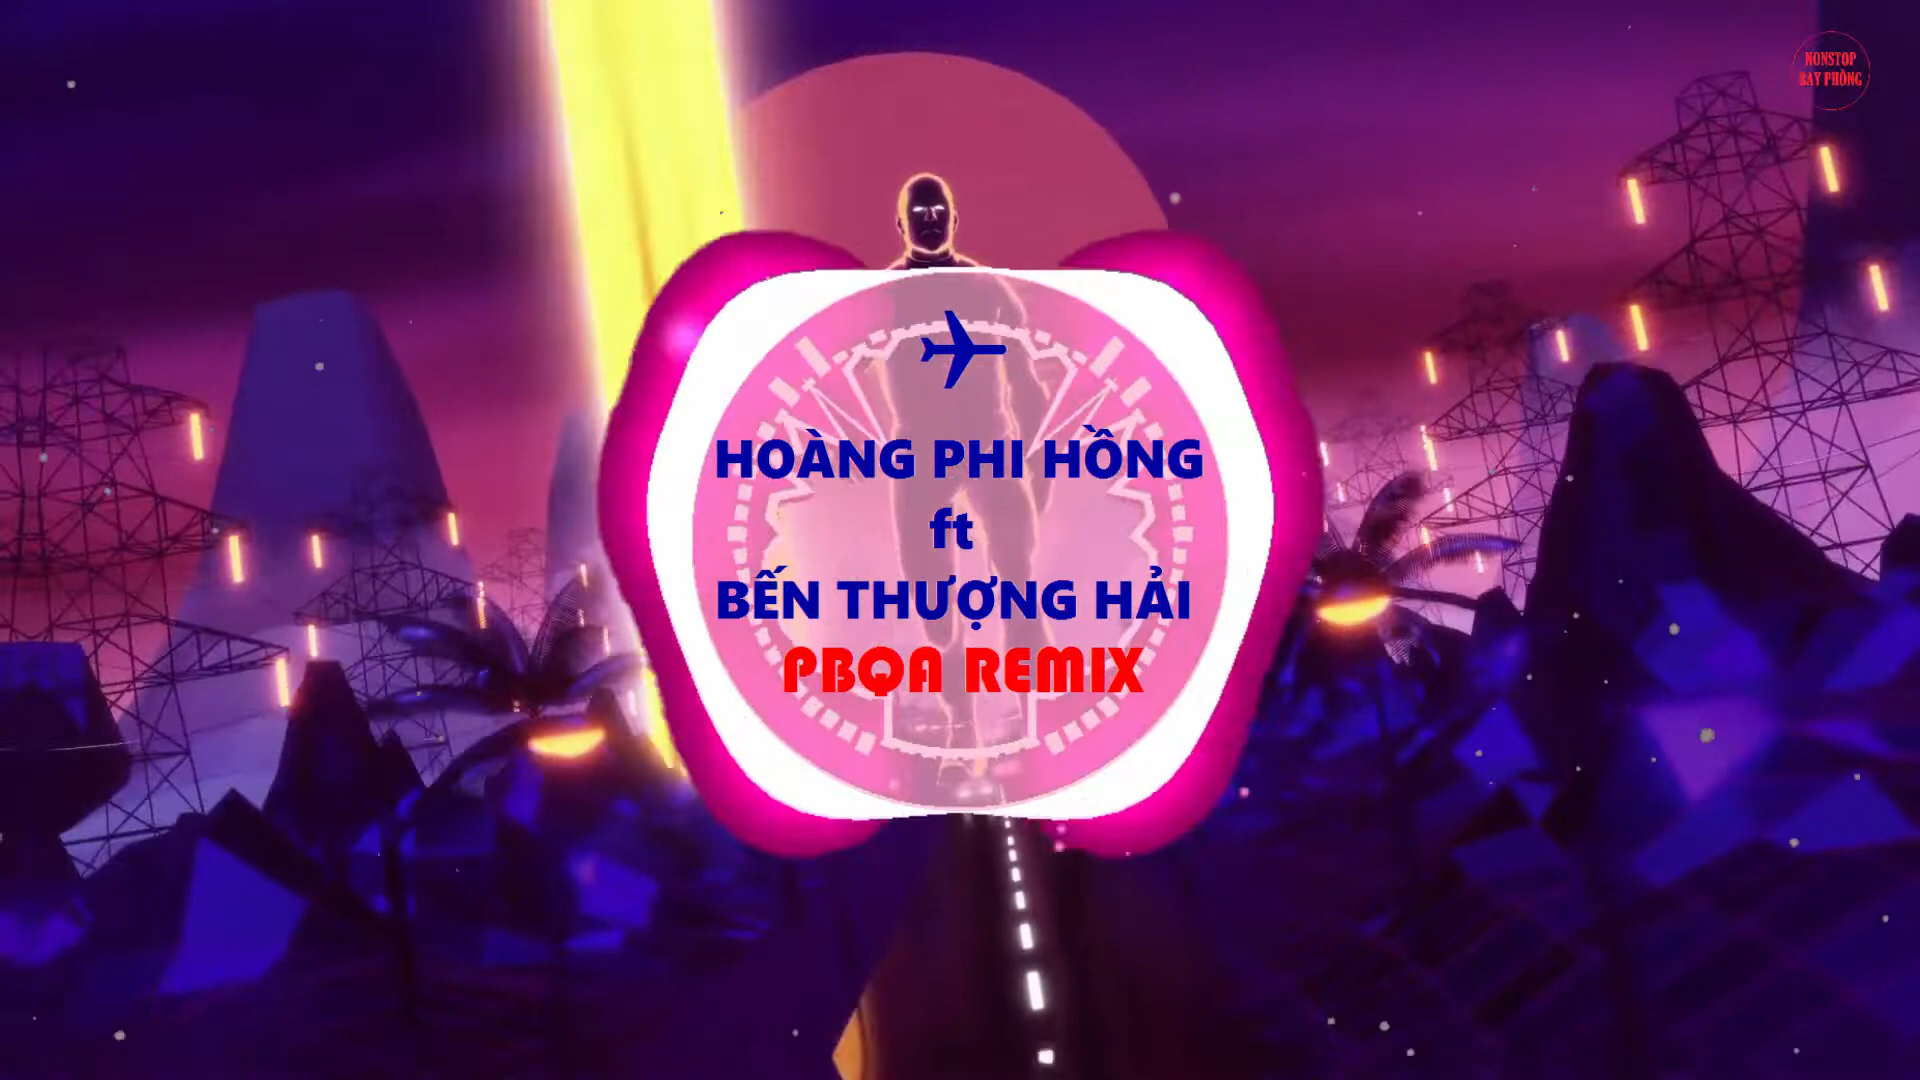 NONSTOP
BAY PHÒNG
HOÀNG PHI HỒNG
ft
BẾN THƯỢNG HẢI
PBQA REMIX